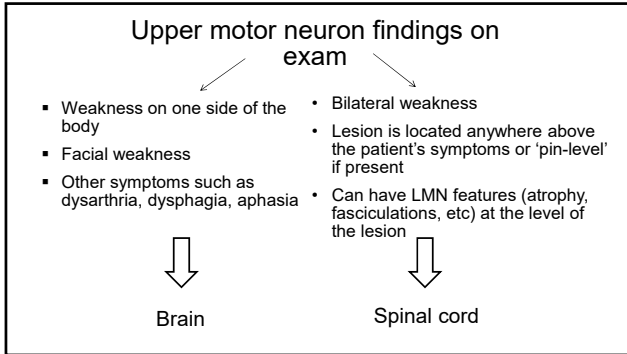 Upper motor neuron findings on
exam
▪ Weakness on one side of the
body
▪ Facial weakness
▪ Other symptoms such as
dysarthria, dysphagia, aphasia
• Bilateral weakness
• Lesion is located anywhere above
the patient’s symptoms or ‘pin-level’
if present
• Can have LMN features (atrophy,
fasciculations, etc) at the level of
the lesion
Brain
Spinal cord